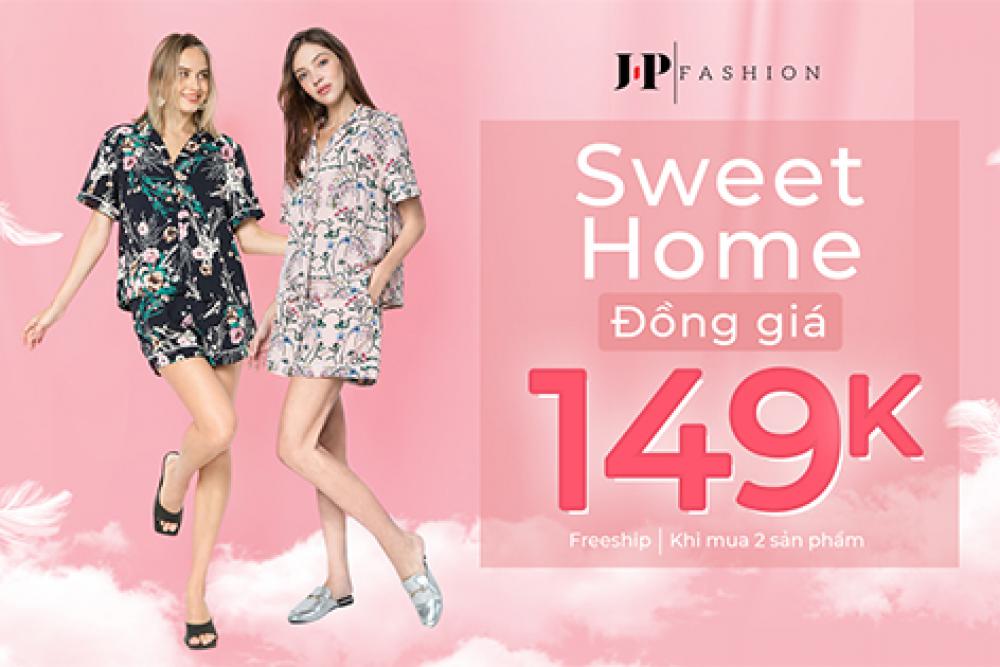 J-P FASHION
Sweet
Home
Đồng giá
149K
Freeship | Khi mua 2 sản phẩm